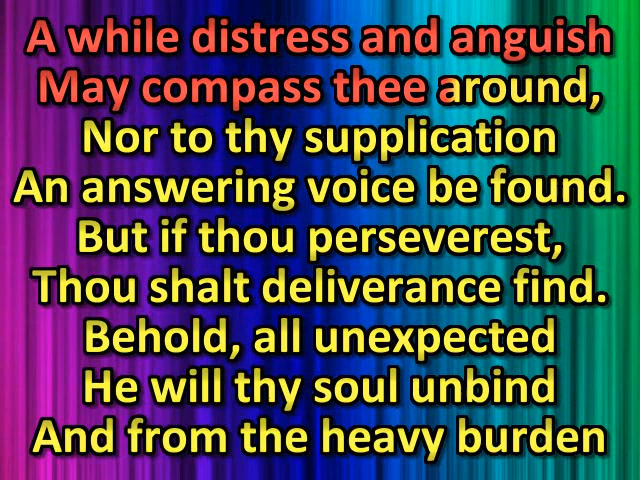 A while distress and anguish
May compass thee around,
Nor to thy supplication
An answering voice be found.
But if thou perseverest,
Thou shalt deliverance find.
Behold, all unexpected
He will thy soul unbind
And from the heavy burden